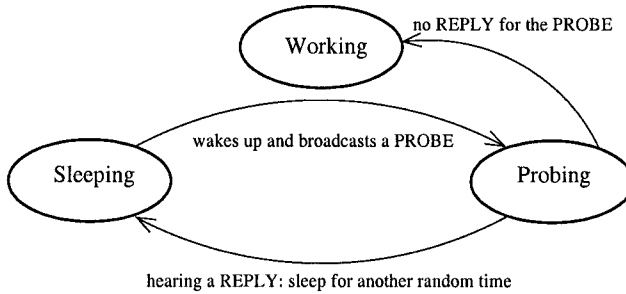 no REPLY for the PROBE
Working
wakes up and broadcasts a PROBE
Sleeping
Probing
hearing a REPLY: sleep for another random time